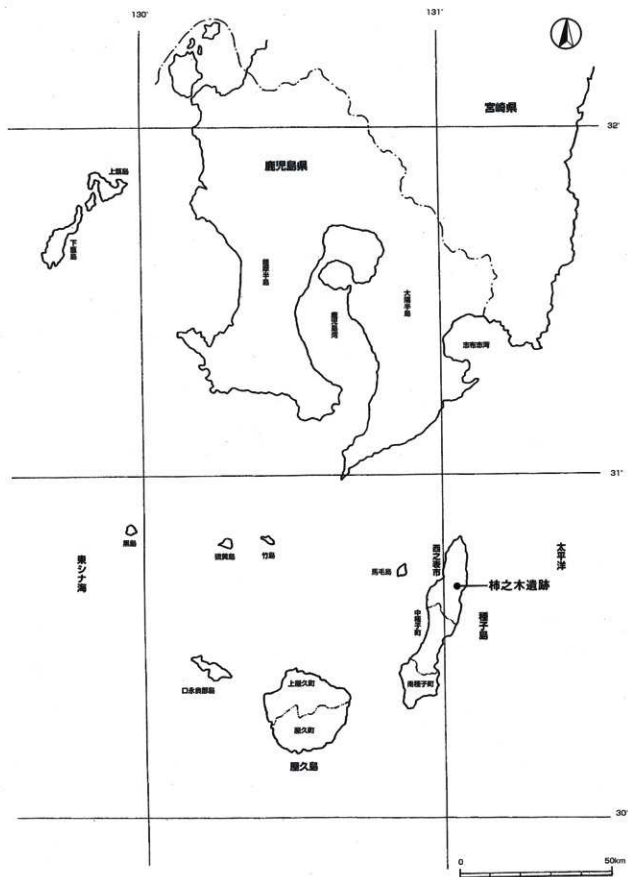 130°
131°
宮崎県
32°
鹿児島県
上甑島
下甑島
薩摩半島
鹿児島湾
大隅半島
志布志湾
31°
黒島
硫黄島
竹島
馬毛島
西之表市
太平洋
東シナ海
柿之木遺跡
中種子町
種子島
口永良部島
上屋久町
南種子町
屋久町
屋久島
30°
0
50km